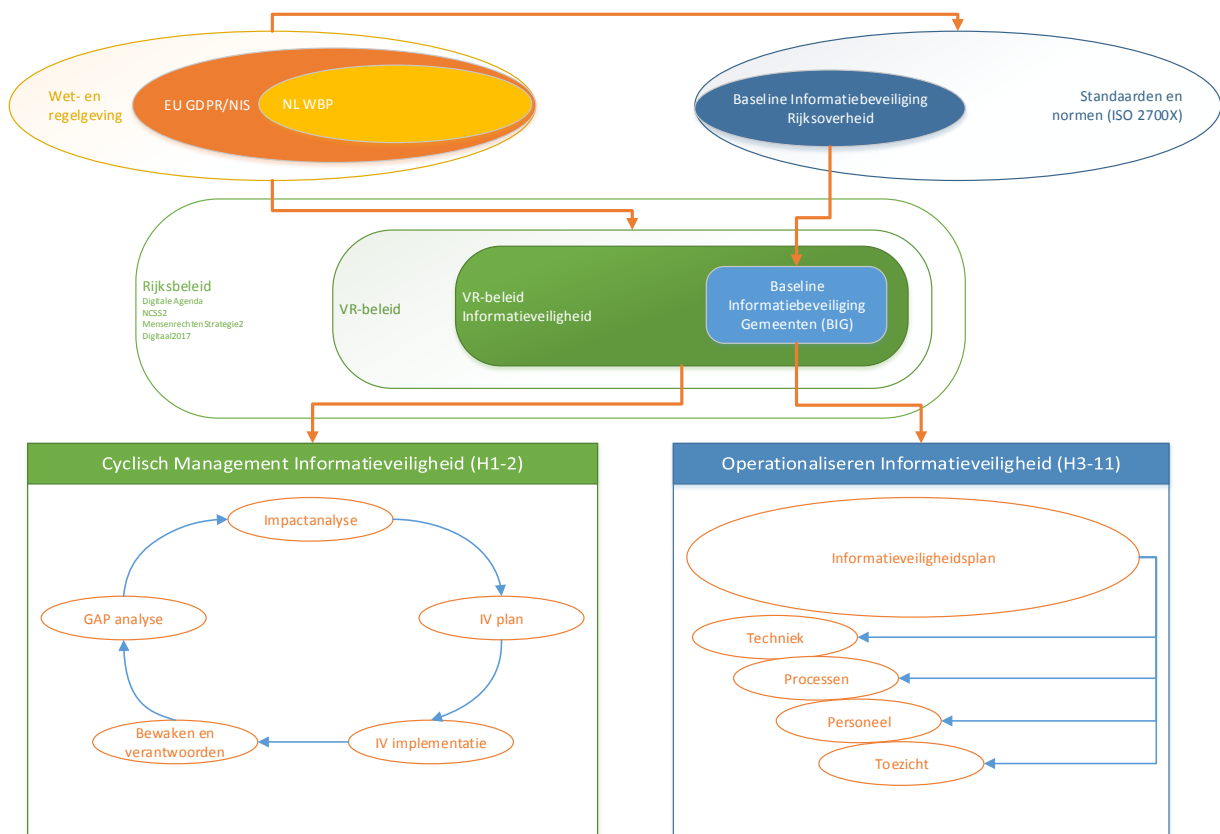 Wet- en
regelgeving
EU GDPR/NIS
NL WBP
Baseline Informatiebeveiliging
Rijksoverheid
Standaarden en
normen (ISO 2700X)
Rijksbeleid
Digitale Agenda
NCSS2
MensenrechtenStrategie2
Digitaal2017
VR-beleid
VR-beleid
Informatieveiligheid
Baseline
Informatiebeveiliging
Gemeenten (BIG)
Cyclisch Management Informatieveiligheid (H1-2)
Impactanalyse
GAP analyse
IV plan
Bewaken en
verantwoorden
IV implementatie
Operationaliseren Informatieveiligheid (H3-11)
Informatieveiligheidsplan
Techniek
Processen
Personeel
Toezicht